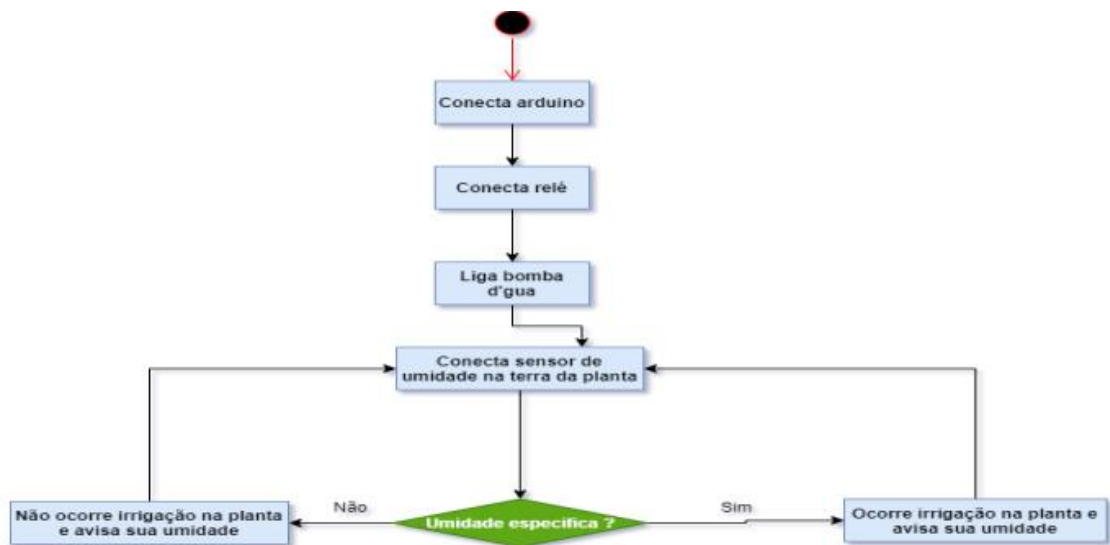 Conecta arduino
Conecta relê
Liga bomba
d'gua
Conecta sensor de
umidade na terra da planta
Não
Umidade especifica ?
Sim
Não ocorre irrigação na planta
e avisa sua umidade
Ocorre irrigação na planta e
avisa sua umidade